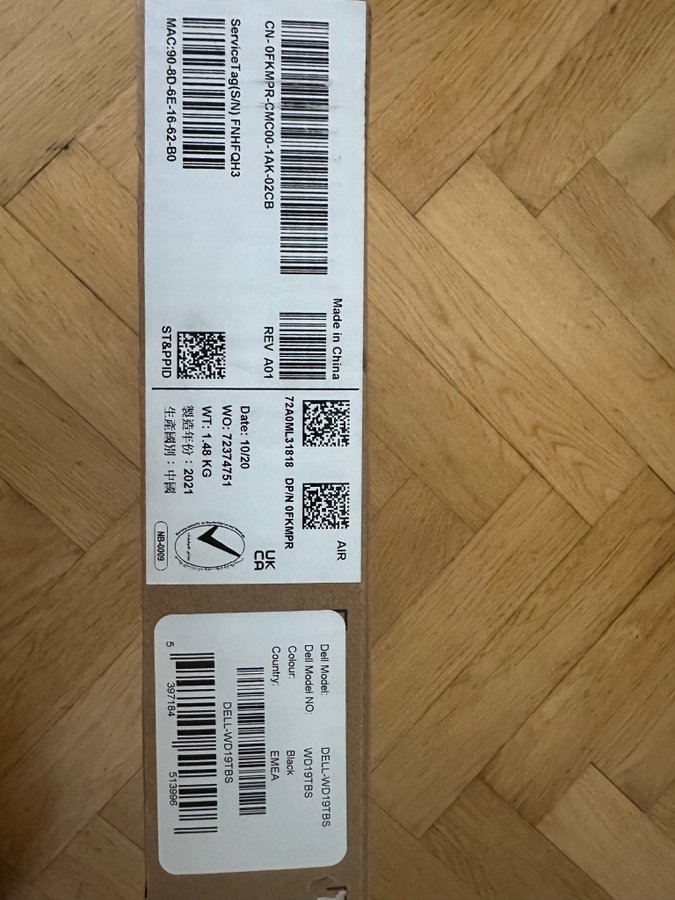 Made in China
CN- 0FKMPR-CMC00-1AK-02CB
REV A01
ServiceTag(S/N) FNHFQH3
MAC:90-8D-6E-16-62-B0
ST&PPID
AIR
72A0ML31818 DP/N 0FKMPR
UK
CA
Date: 10/20
WO: 72374751
WT: 1.48 KG
製造年份：2021
生產國別：中國
NB-0009
Dell Model: DELL-WD19TBS
Dell Model NO: WD19TBS
Colour: Black
Country: EMEA
DELL-WD19TBS
5 397184 513996